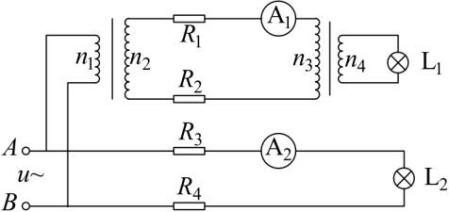 A₁
R₁
n₁ n₂ n₃ n₄ L₁
R₂
R₃
A A₂
u~ L₂
R₄
B